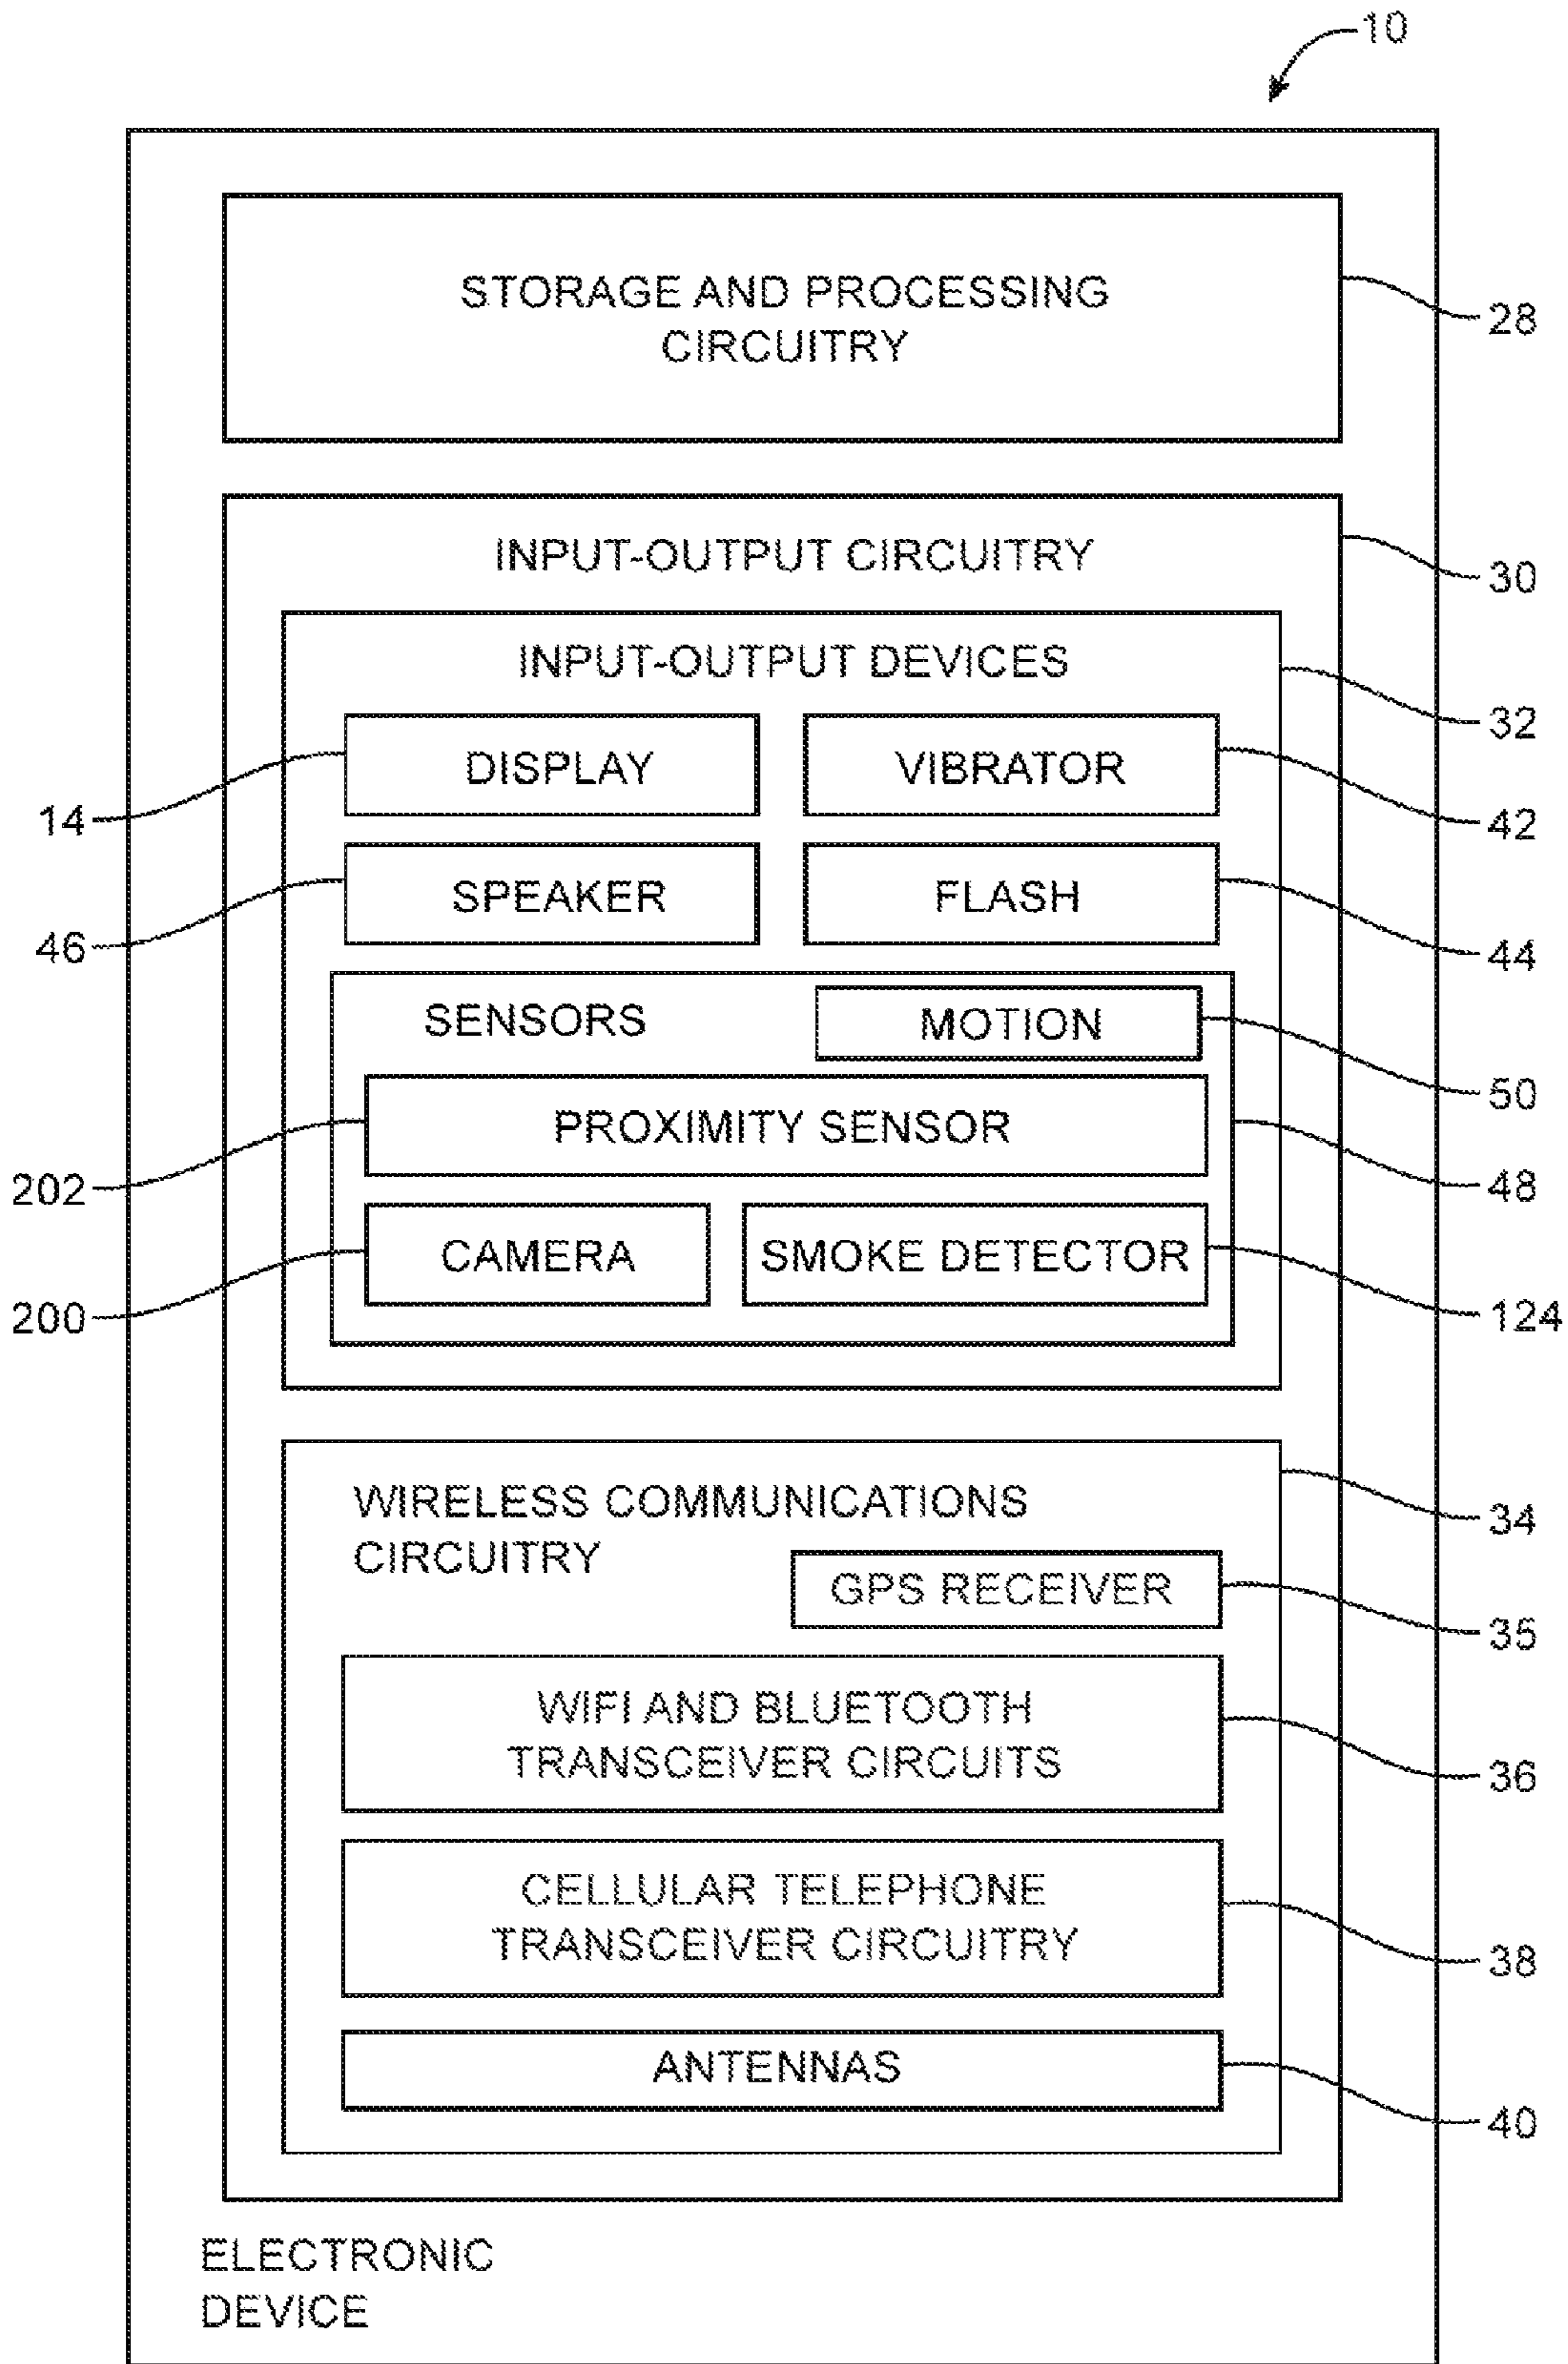 10
STORAGE AND PROCESSING
CIRCUITRY
28
INPUT-OUTPUT CIRCUITRY
30
INPUT-OUTPUT DEVICES
32
DISPLAY
VIBRATOR
14
42
SPEAKER
FLASH
46
44
SENSORS
MOTION
50
PROXIMITY SENSOR
202
48
CAMERA
SMOKE DETECTOR
200
124
WIRELESS COMMUNICATIONS
CIRCUITRY
34
GPS RECEIVER
35
WIFI AND BLUETOOTH
TRANSCEIVER CIRCUITS
36
CELLULAR TELEPHONE
TRANSCEIVER CIRCUITRY
38
ANTENNAS
40
ELECTRONIC
DEVICE